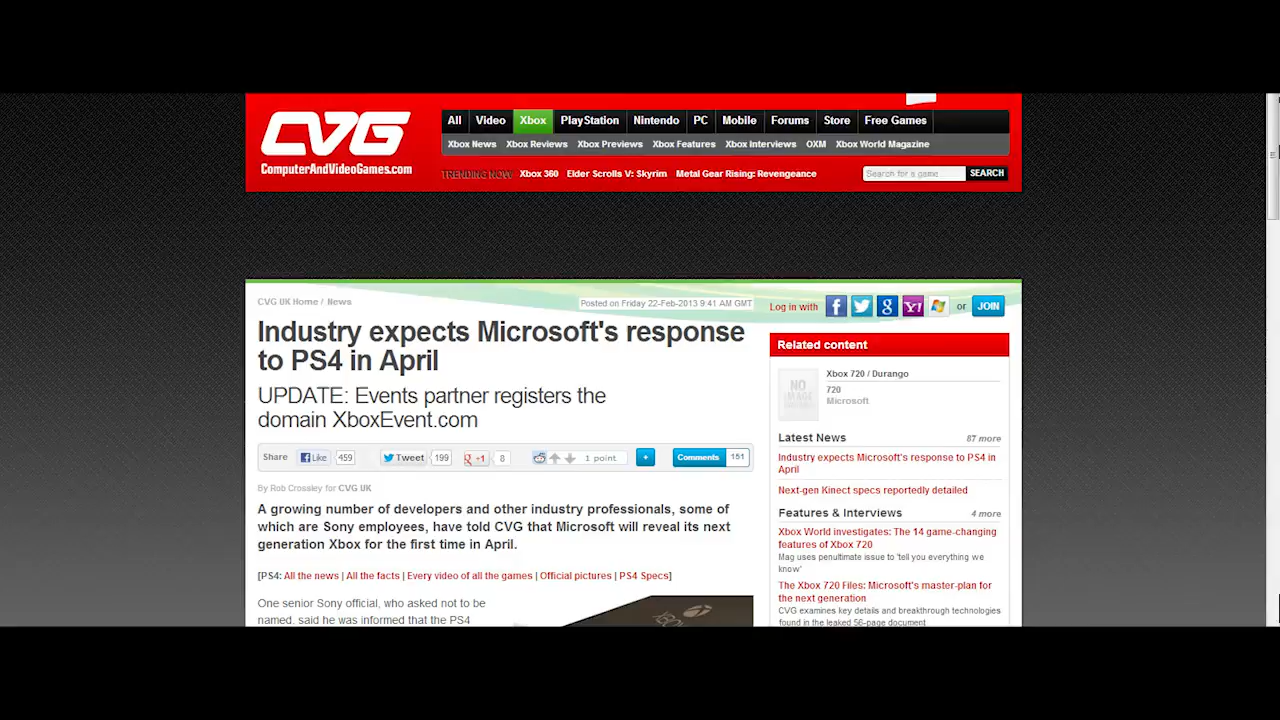 CVG
ComputerAndVideoGames.com
All Video Xbox PlayStation Nintendo PC Mobile Forums Store Free Games
Xbox News Xbox Reviews Xbox Previews Xbox Features Xbox Interviews OXM Xbox World Magazine
TRENDING NOW Xbox 360 Elder Scrolls V: Skyrim Metal Gear Rising: Revengeance
Search for a game SEARCH
CVG UK Home / News
Posted on Friday 22-Feb-2013 9:41 AM GMT
Industry expects Microsoft's response
to PS4 in April
UPDATE: Events partner registers the
domain XboxEvent.com
Share Like 459 Tweet 199 +1 8 1 point + Comments 151
By Rob Crossley for CVG UK
A growing number of developers and other industry professionals, some of
which are Sony employees, have told CVG that Microsoft will reveal its next
generation Xbox for the first time in April.
[PS4: All the news | All the facts | Every video of all the games | Official pictures | PS4 Specs]
One senior Sony official, who asked not to be
named, said he was informed that the PS4
XBOX
Log in with f g Y! or JOIN
Related content
NO IMAGE
Xbox 720 / Durango
720
Microsoft
Latest News 87 more
Industry expects Microsoft's response to PS4 in
April
Next-gen Kinect specs reportedly detailed
Features & Interviews 4 more
Xbox World investigates: The 14 game-changing
features of Xbox 720
Mag uses penultimate issue to 'tell you everything we
know'
The Xbox 720 Files: Microsoft's master-plan for
the next generation
CVG examines key details and breakthrough technologies
found in the leaked 56-page document